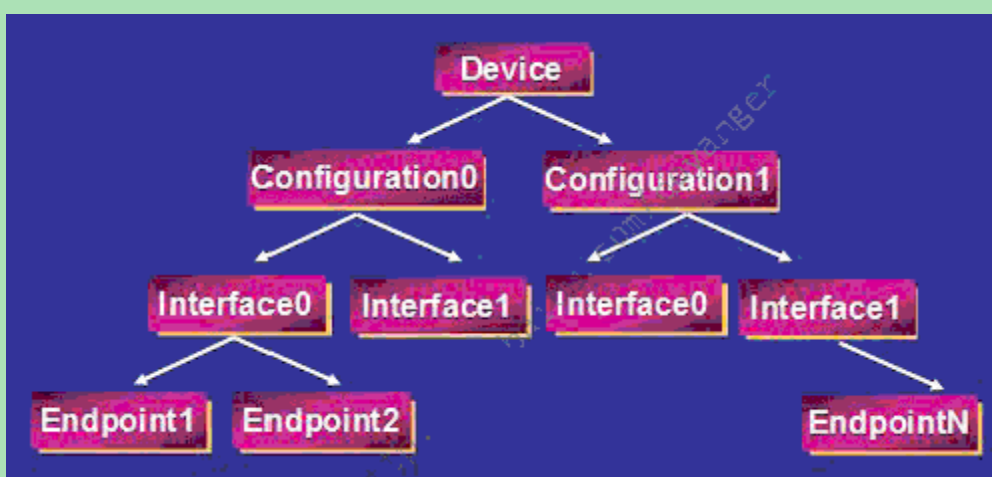 Device
Configuration0 Configuration1
Interface0 Interface1 Interface0 Interface1
Endpoint1 Endpoint2 EndpointN